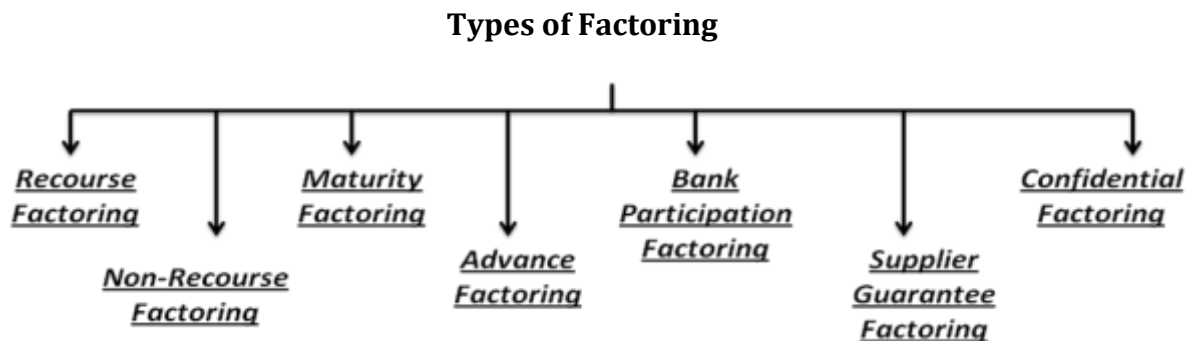 Types of Factoring
Recourse
Factoring
Non-Recourse
Factoring
Maturity
Factoring
Advance
Factoring
Bank
Participation
Factoring
Supplier
Guarantee
Factoring
Confidential
Factoring